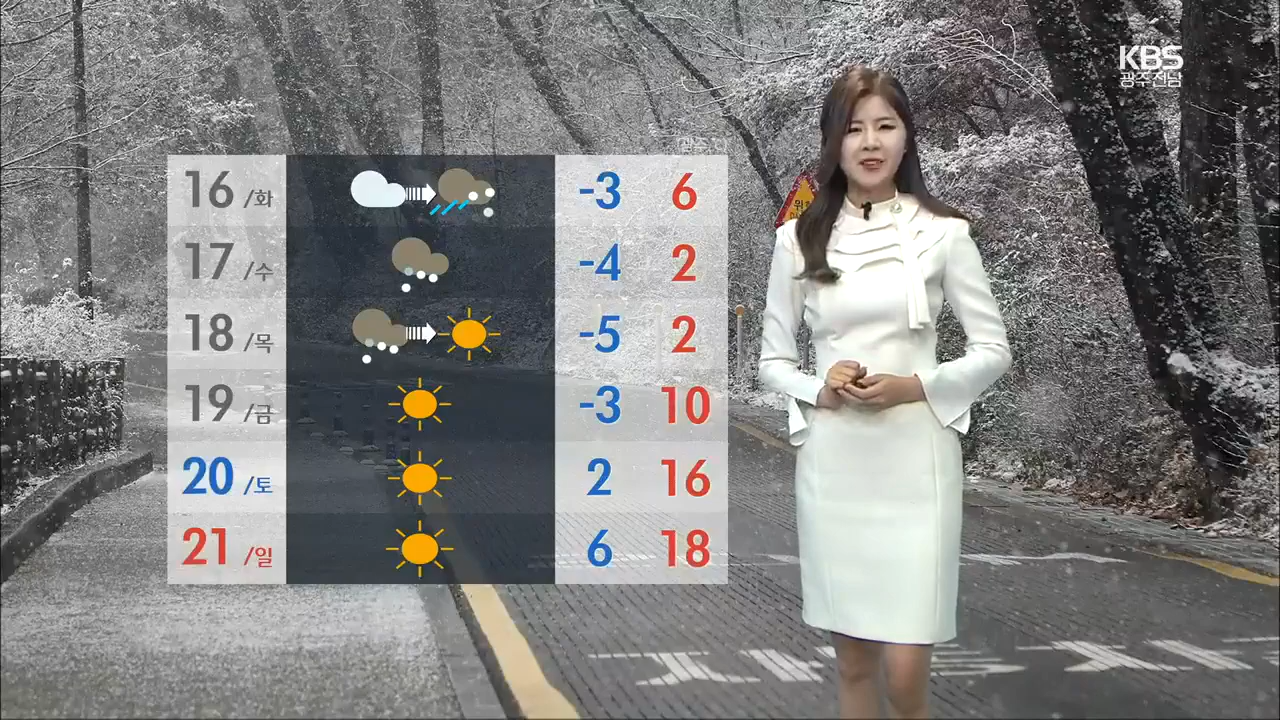 KBS
광주전남
16 /화 -3 6
17 /수 -4 2
18 /목 -5 2
19 /금 -3 10
20 /토 2 16
21 /일 6 18